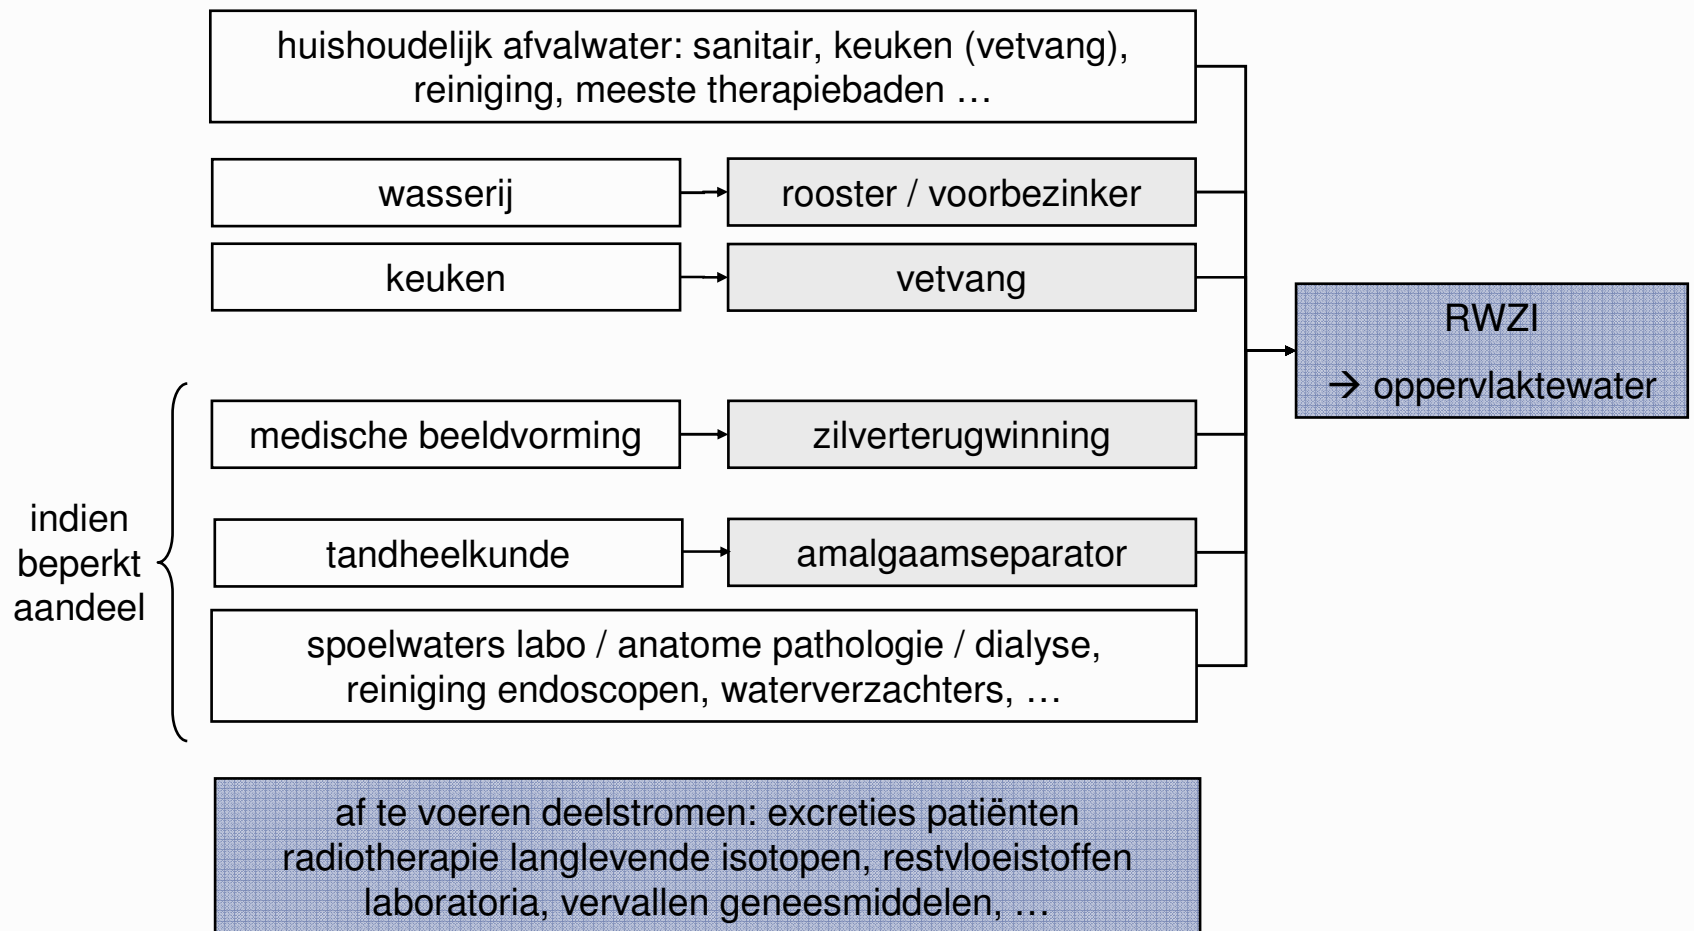 huishoudelijk afvalwater: sanitair, keuken (vetvang),
reiniging, meeste therapiebaden …
wasserij
rooster / voorbezinker
keuken
vetvang
RWZI
→ oppervlaktewater
medische beeldvorming
zilverterugwinning
indien
beperkt
aandeel
tandheelkunde
amalgaamseparator
spoelwaters labo / anatome pathologie / dialyse,
reiniging endoscopen, waterverzachters, …
af te voeren deelstromen: excreties patiënten
radiotherapie langlevende isotopen, restvloeistoffen
laboratoria, vervallen geneesmiddelen, …